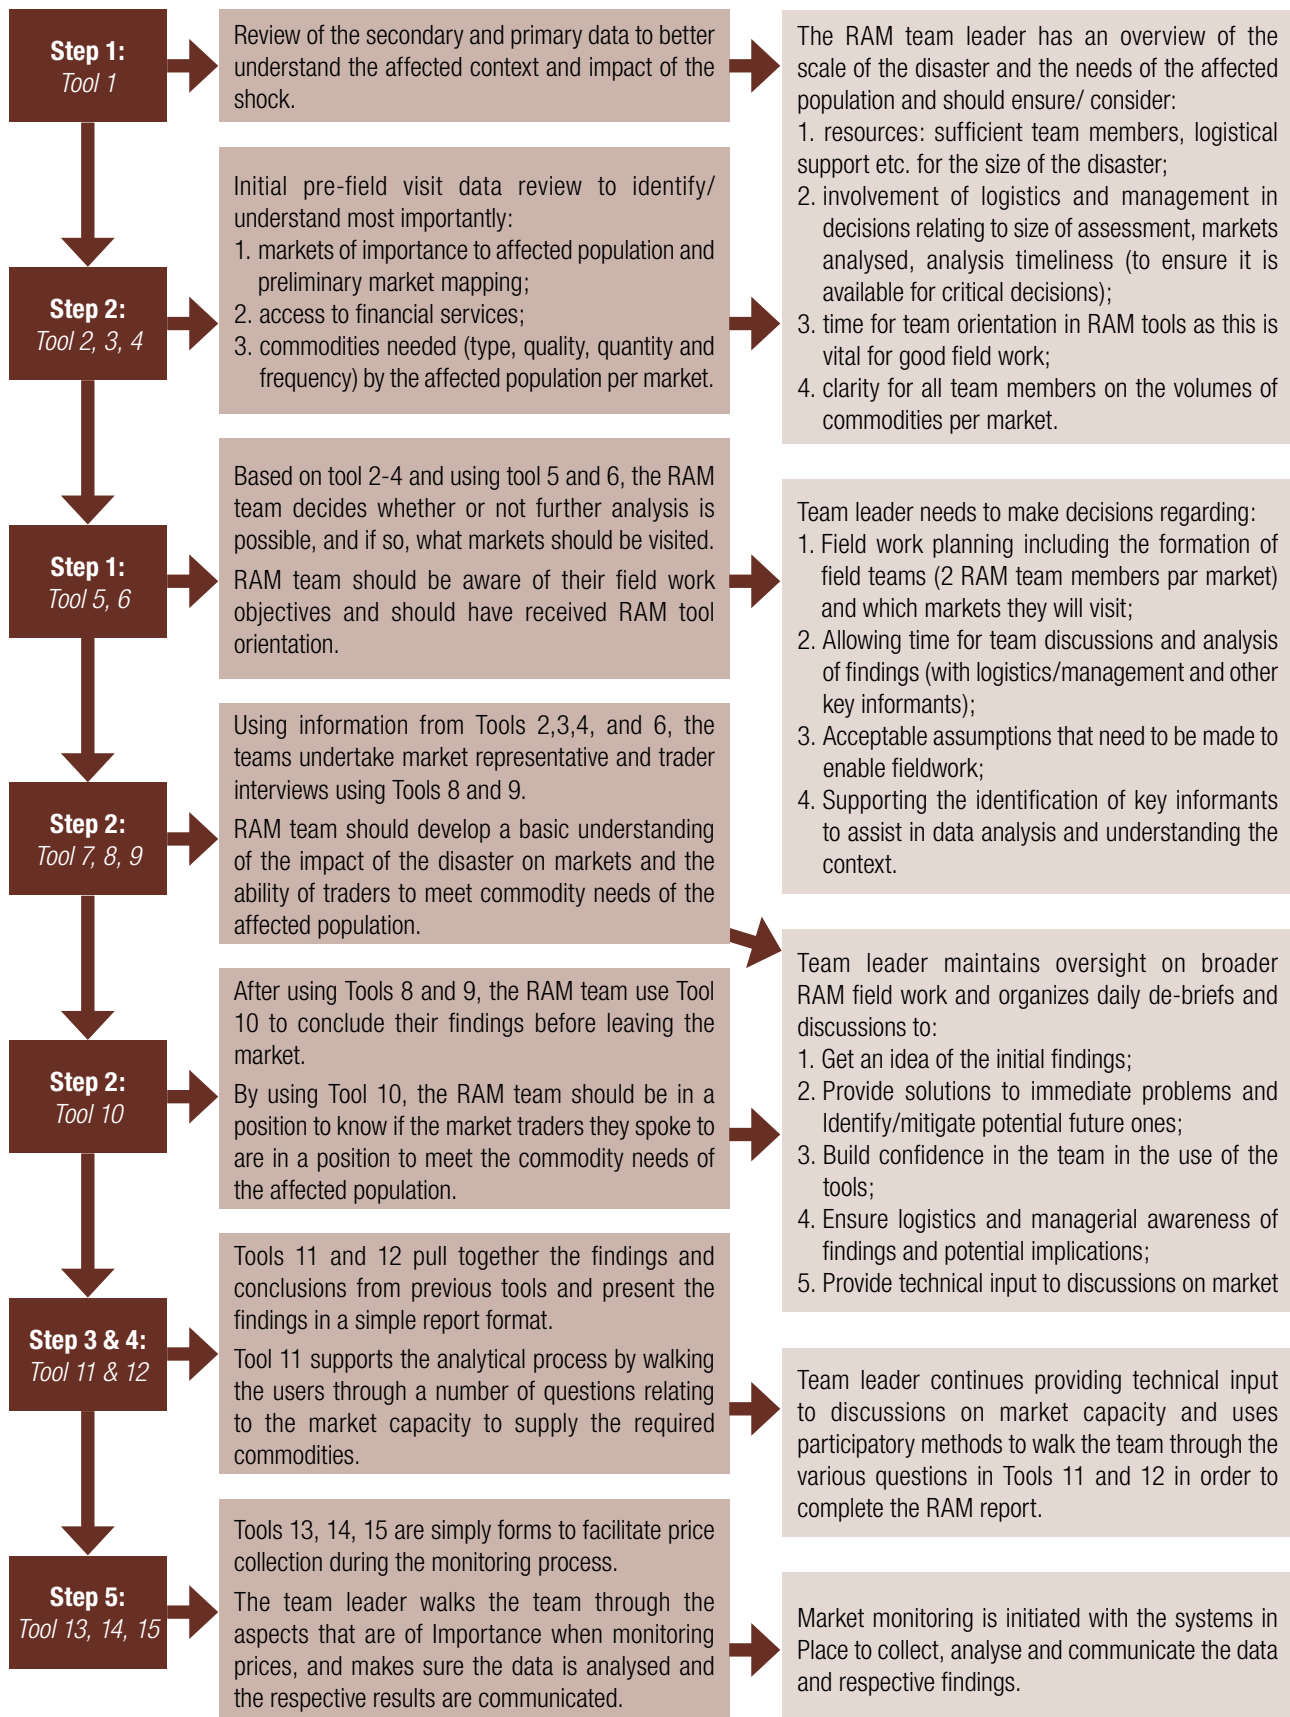 Step 1:
Tool 1
Review of the secondary and primary data to better
understand the affected context and impact of the
shock.
The RAM team leader has an overview of the
scale of the disaster and the needs of the affected
population and should ensure/ consider:
1. resources: sufficient team members, logistical
support etc. for the size of the disaster;
2. involvement of logistics and management in
decisions relating to size of assessment, markets
analysed, analysis timeliness (to ensure it is
available for critical decisions);
3. time for team orientation in RAM tools as this is
vital for good field work;
4. clarity for all team members on the volumes of
commodities per market.
Step 2:
Tool 2, 3, 4
Initial pre-field visit data review to identify/
understand most importantly:
1. markets of importance to affected population and
preliminary market mapping;
2. access to financial services;
3. commodities needed (type, quality, quantity and
frequency) by the affected population per market.
Step 1:
Tool 5, 6
Based on tool 2-4 and using tool 5 and 6, the RAM
team decides whether or not further analysis is
possible, and if so, what markets should be visited.
RAM team should be aware of their field work
objectives and should have received RAM tool
orientation.
Team leader needs to make decisions regarding:
1. Field work planning including the formation of
field teams (2 RAM team members par market)
and which markets they will visit;
2. Allowing time for team discussions and analysis
of findings (with logistics/management and other
key informants);
3. Acceptable assumptions that need to be made to
enable fieldwork;
4. Supporting the identification of key informants
to assist in data analysis and understanding the
context.
Step 2:
Tool 7, 8, 9
Using information from Tools 2,3,4, and 6, the
teams undertake market representative and trader
interviews using Tools 8 and 9.
RAM team should develop a basic understanding
of the impact of the disaster on markets and the
ability of traders to meet commodity needs of the
affected population.
Team leader maintains oversight on broader
RAM field work and organizes daily de-briefs and
discussions to:
1. Get an idea of the initial findings;
2. Provide solutions to immediate problems and
Identify/mitigate potential future ones;
3. Build confidence in the team in the use of the
tools;
4. Ensure logistics and managerial awareness of
findings and potential implications;
5. Provide technical input to discussions on market
Step 2:
Tool 10
After using Tools 8 and 9, the RAM team use Tool
10 to conclude their findings before leaving the
market.
By using Tool 10, the RAM team should be in a
position to know if the market traders they spoke to
are in a position to meet the commodity needs of
the affected population.
Step 3 & 4:
Tool 11 & 12
Tools 11 and 12 pull together the findings and
conclusions from previous tools and present the
findings in a simple report format.
Tool 11 supports the analytical process by walking
the users through a number of questions relating
to the market capacity to supply the required
commodities.
Team leader continues providing technical input
to discussions on market capacity and uses
participatory methods to walk the team through the
various questions in Tools 11 and 12 in order to
complete the RAM report.
Step 5:
Tool 13, 14, 15
Tools 13, 14, 15 are simply forms to facilitate price
collection during the monitoring process.
The team leader walks the team through the
aspects that are of Importance when monitoring
prices, and makes sure the data is analysed and
the respective results are communicated.
Market monitoring is initiated with the systems in
Place to collect, analyse and communicate the data
and respective findings.